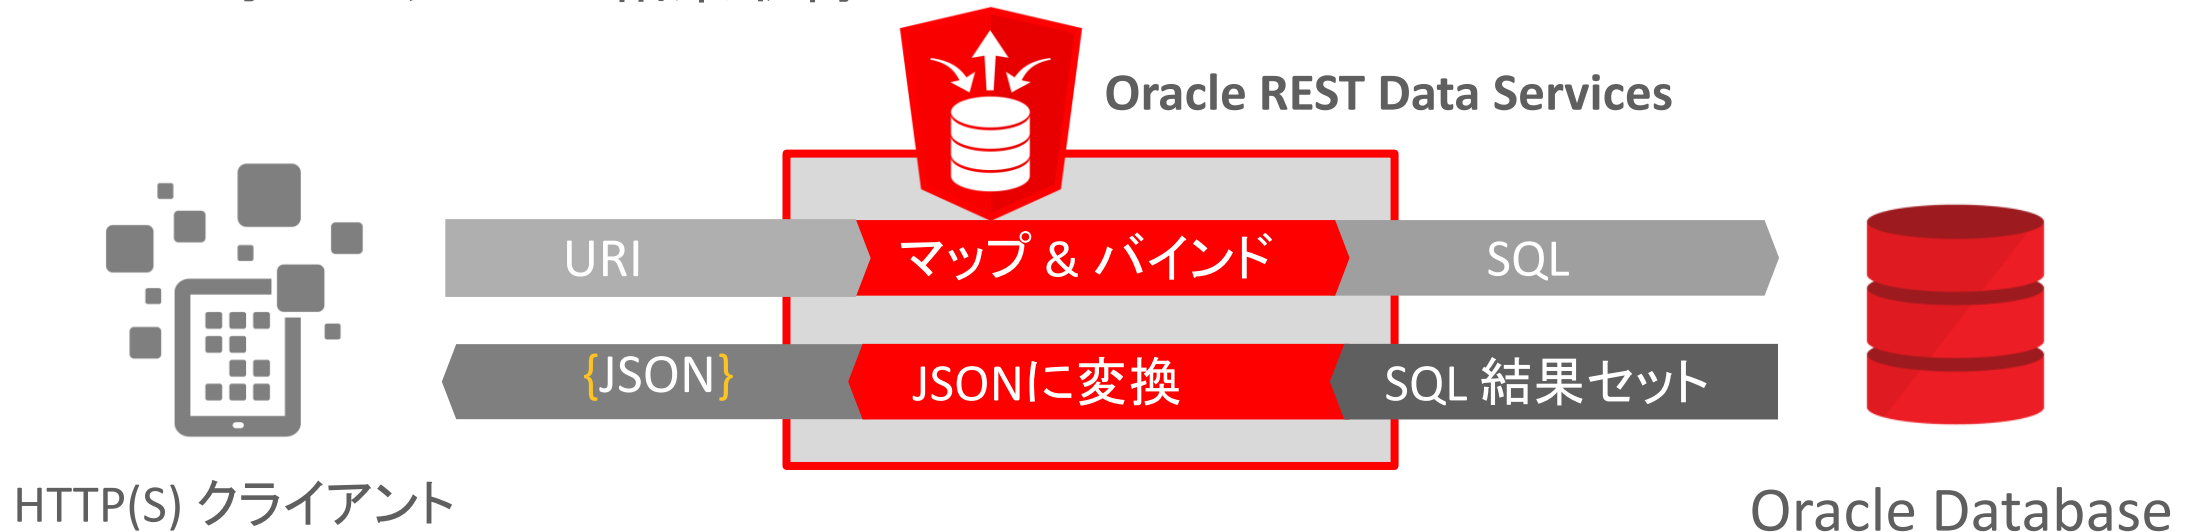 Oracle REST Data Services
URI
マップ & バインド
SQL
{JSON}
JSONに変換
SQL 結果セット
HTTP(S) クライアント
Oracle Database